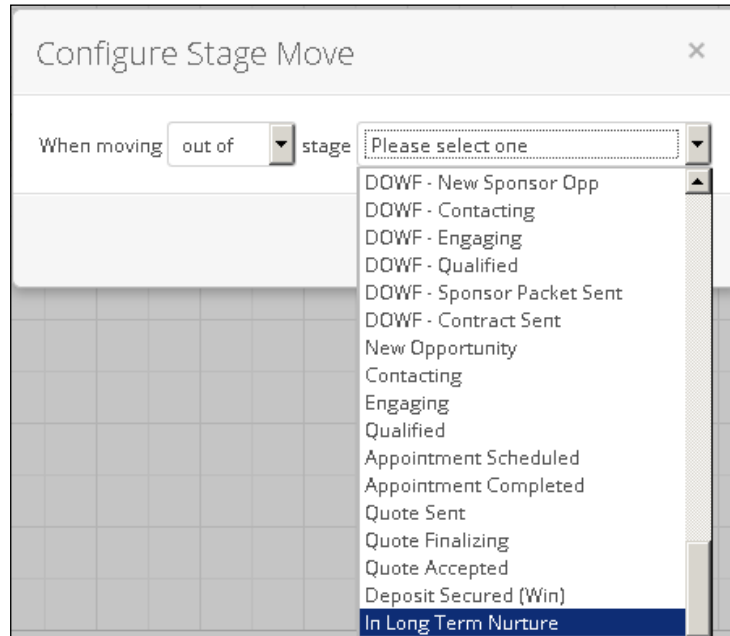 Configure Stage Move ×
When moving out of stage Please select one
DOWF - New Sponsor Opp
DOWF - Contacting
DOWF - Engaging
DOWF - Qualified
DOWF - Sponsor Packet Sent
DOWF - Contract Sent
New Opportunity
Contacting
Engaging
Qualified
Appointment Scheduled
Appointment Completed
Quote Sent
Quote Finalizing
Quote Accepted
Deposit Secured (Win)
In Long Term Nurture